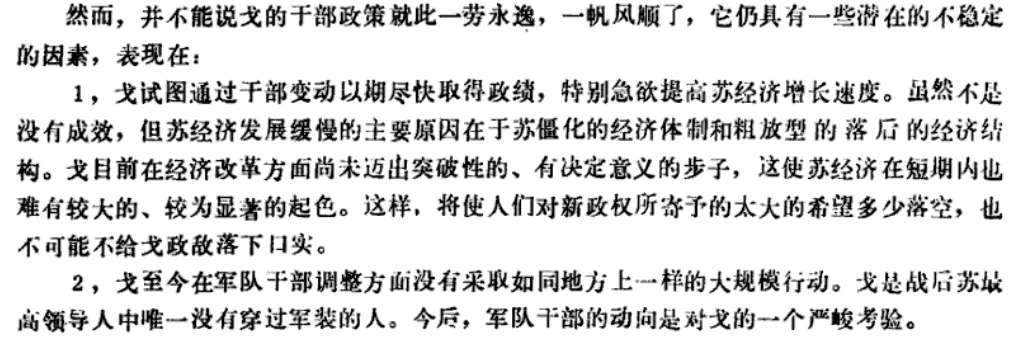 然而，并不能说戈的干部政策就此一劳永逸，一帆风顺了，它仍具有一些潜在的不稳定
的因素，表现在：
1，戈试图通过干部变动以期尽快取得政绩，特别急欲提高苏经济增长速度。虽然不是
没有成效，但苏经济发展缓慢的主要原因在于苏僵化的经济体制和粗放型的落后的经济结
构。戈目前在经济改革方面尚未迈出突破性的、有决定意义的步子，这使苏经济在短期内也
难有较大的、较为显著的起色。这样，将使人们对新政权所寄予的太大的希望多少落空，也
不可能不给戈政敌落下口实。
2，戈至今在军队干部调整方面没有采取如同地方上一样的大规模行动。戈是战后苏最
高领导人中唯一没有穿过军装的人。今后，军队干部的动向是对戈的一个严峻考验。